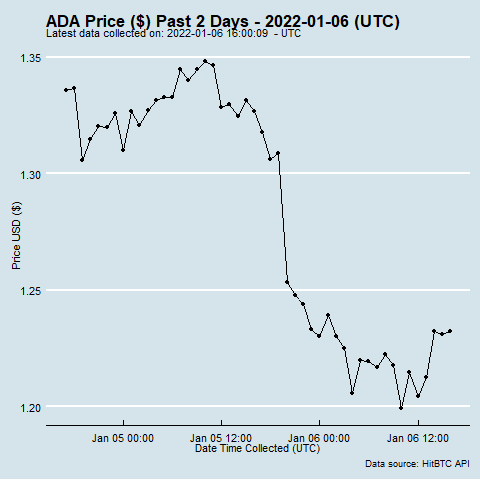 ADA Price ($) Past 2 Days - 2022-01-06 (UTC)
Latest data collected on: 2022-01-06 16:00:09 - UTC
1.35
1.30
1.25
1.20
Price USD ($)
Jan 05 00:00 Jan 05 12:00 Jan 06 00:00 Jan 06 12:00
Date Time Collected (UTC)
Data source: HitBTC API